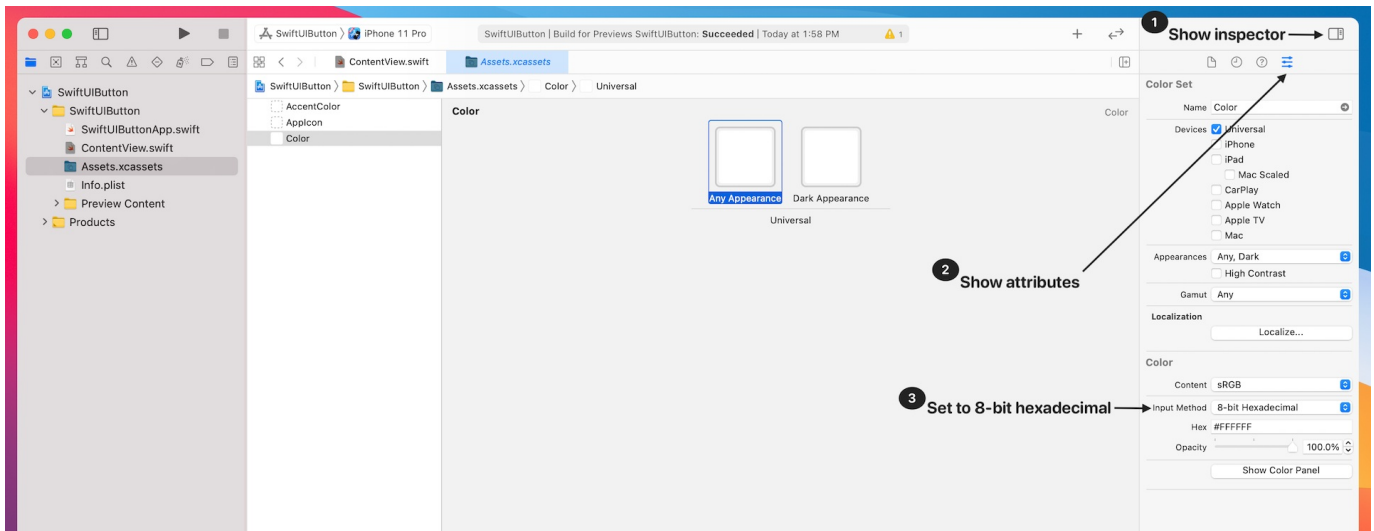 1
Show inspector
SwiftUIButton 〉 iPhone 11 Pro
SwiftUIButton | Build for Previews SwiftUIButton: Succeeded | Today at 1:58 PM
1
ContentView.swift
Assets.xcassets
SwiftUIButton 〉 SwiftUIButton 〉 Assets.xcassets 〉 Color 〉 Universal
SwiftUIButton
SwiftUIButton
SwiftUIButtonApp.swift
ContentView.swift
Assets.xcassets
Info.plist
Preview Content
Products
AccentColor
AppIcon
Color
Color
Color
Any Appearance
Dark Appearance
Universal
2
Show attributes
3
Set to 8-bit hexadecimal
Color Set
Name Color
Devices Universal
iPhone
iPad
Mac Scaled
CarPlay
Apple Watch
Apple TV
Mac
Appearances Any, Dark
High Contrast
Gamut Any
Localization
Localize...
Color
Content sRGB
Input Method 8-bit Hexadecimal
Hex #FFFFFF
Opacity 100.0%
Show Color Panel